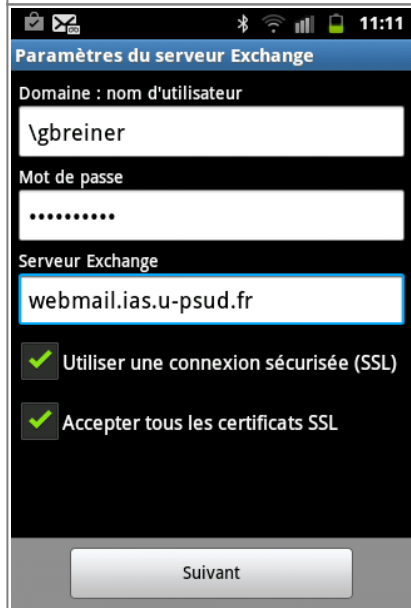 11:11
Paramètres du serveur Exchange
Domaine : nom d'utilisateur
\gbreiner
Mot de passe
••••••••••
Serveur Exchange
webmail.ias.u-psud.fr
Utiliser une connexion sécurisée (SSL)
Accepter tous les certificats SSL
Suivant